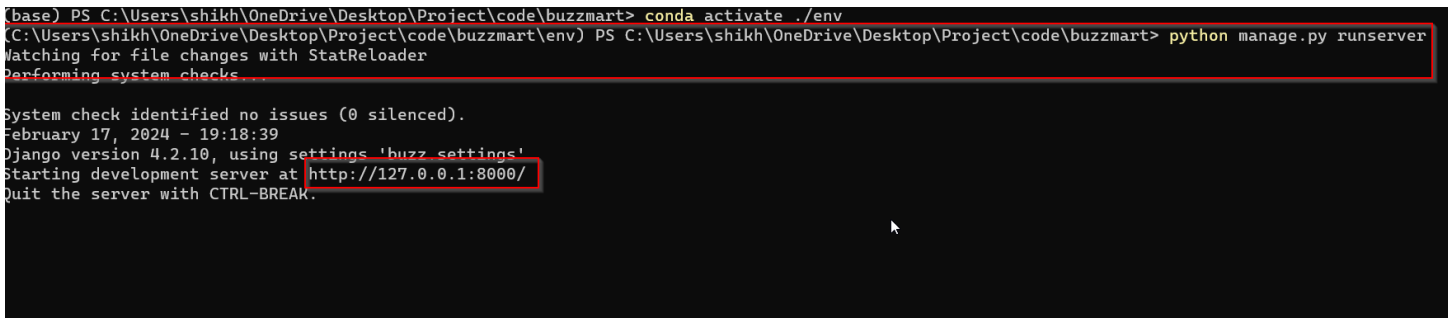 (base) PS C:\Users\shikh\OneDrive\Desktop\Project\code\buzzmart> conda activate ./env
(C:\Users\shikh\OneDrive\Desktop\Project\code\buzzmart\env) PS C:\Users\shikh\OneDrive\Desktop\Project\code\buzzmart> python manage.py runserver
Watching for file changes with StatReloader
Performing system checks...
System check identified no issues (0 silenced).
February 17, 2024 - 19:18:39
Django version 4.2.10, using settings 'buzz.settings'
Starting development server at http://127.0.0.1:8000/
Quit the server with CTRL-BREAK.